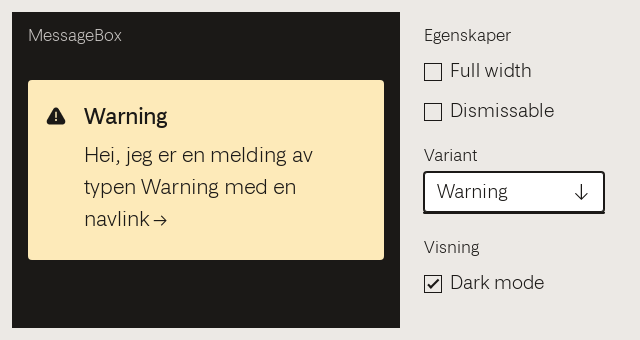 MessageBox
Warning
Hei, jeg er en melding av
typen Warning med en
navlink→
Egenskaper
Full width
Dismissable
Variant
Warning
Visning
Dark mode